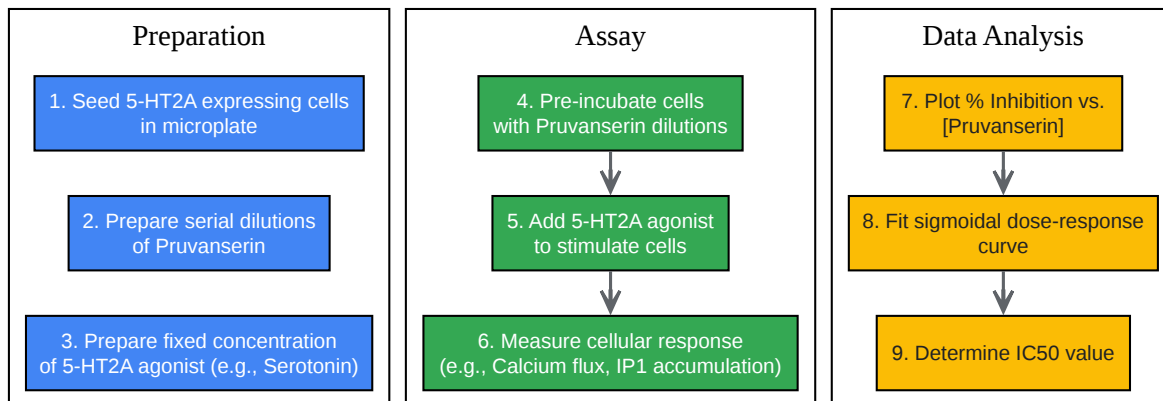 Preparation
1. Seed 5-HT2A expressing cells
in microplate
2. Prepare serial dilutions
of Pruvanserin
3. Prepare fixed concentration
of 5-HT2A agonist (e.g., Serotonin)
Assay
4. Pre-incubate cells
with Pruvanserin dilutions
5. Add 5-HT2A agonist
to stimulate cells
6. Measure cellular response
(e.g., Calcium flux, IP1 accumulation)
Data Analysis
7. Plot % Inhibition vs.
[Pruvanserin]
8. Fit sigmoidal dose-response
curve
9. Determine IC50 value